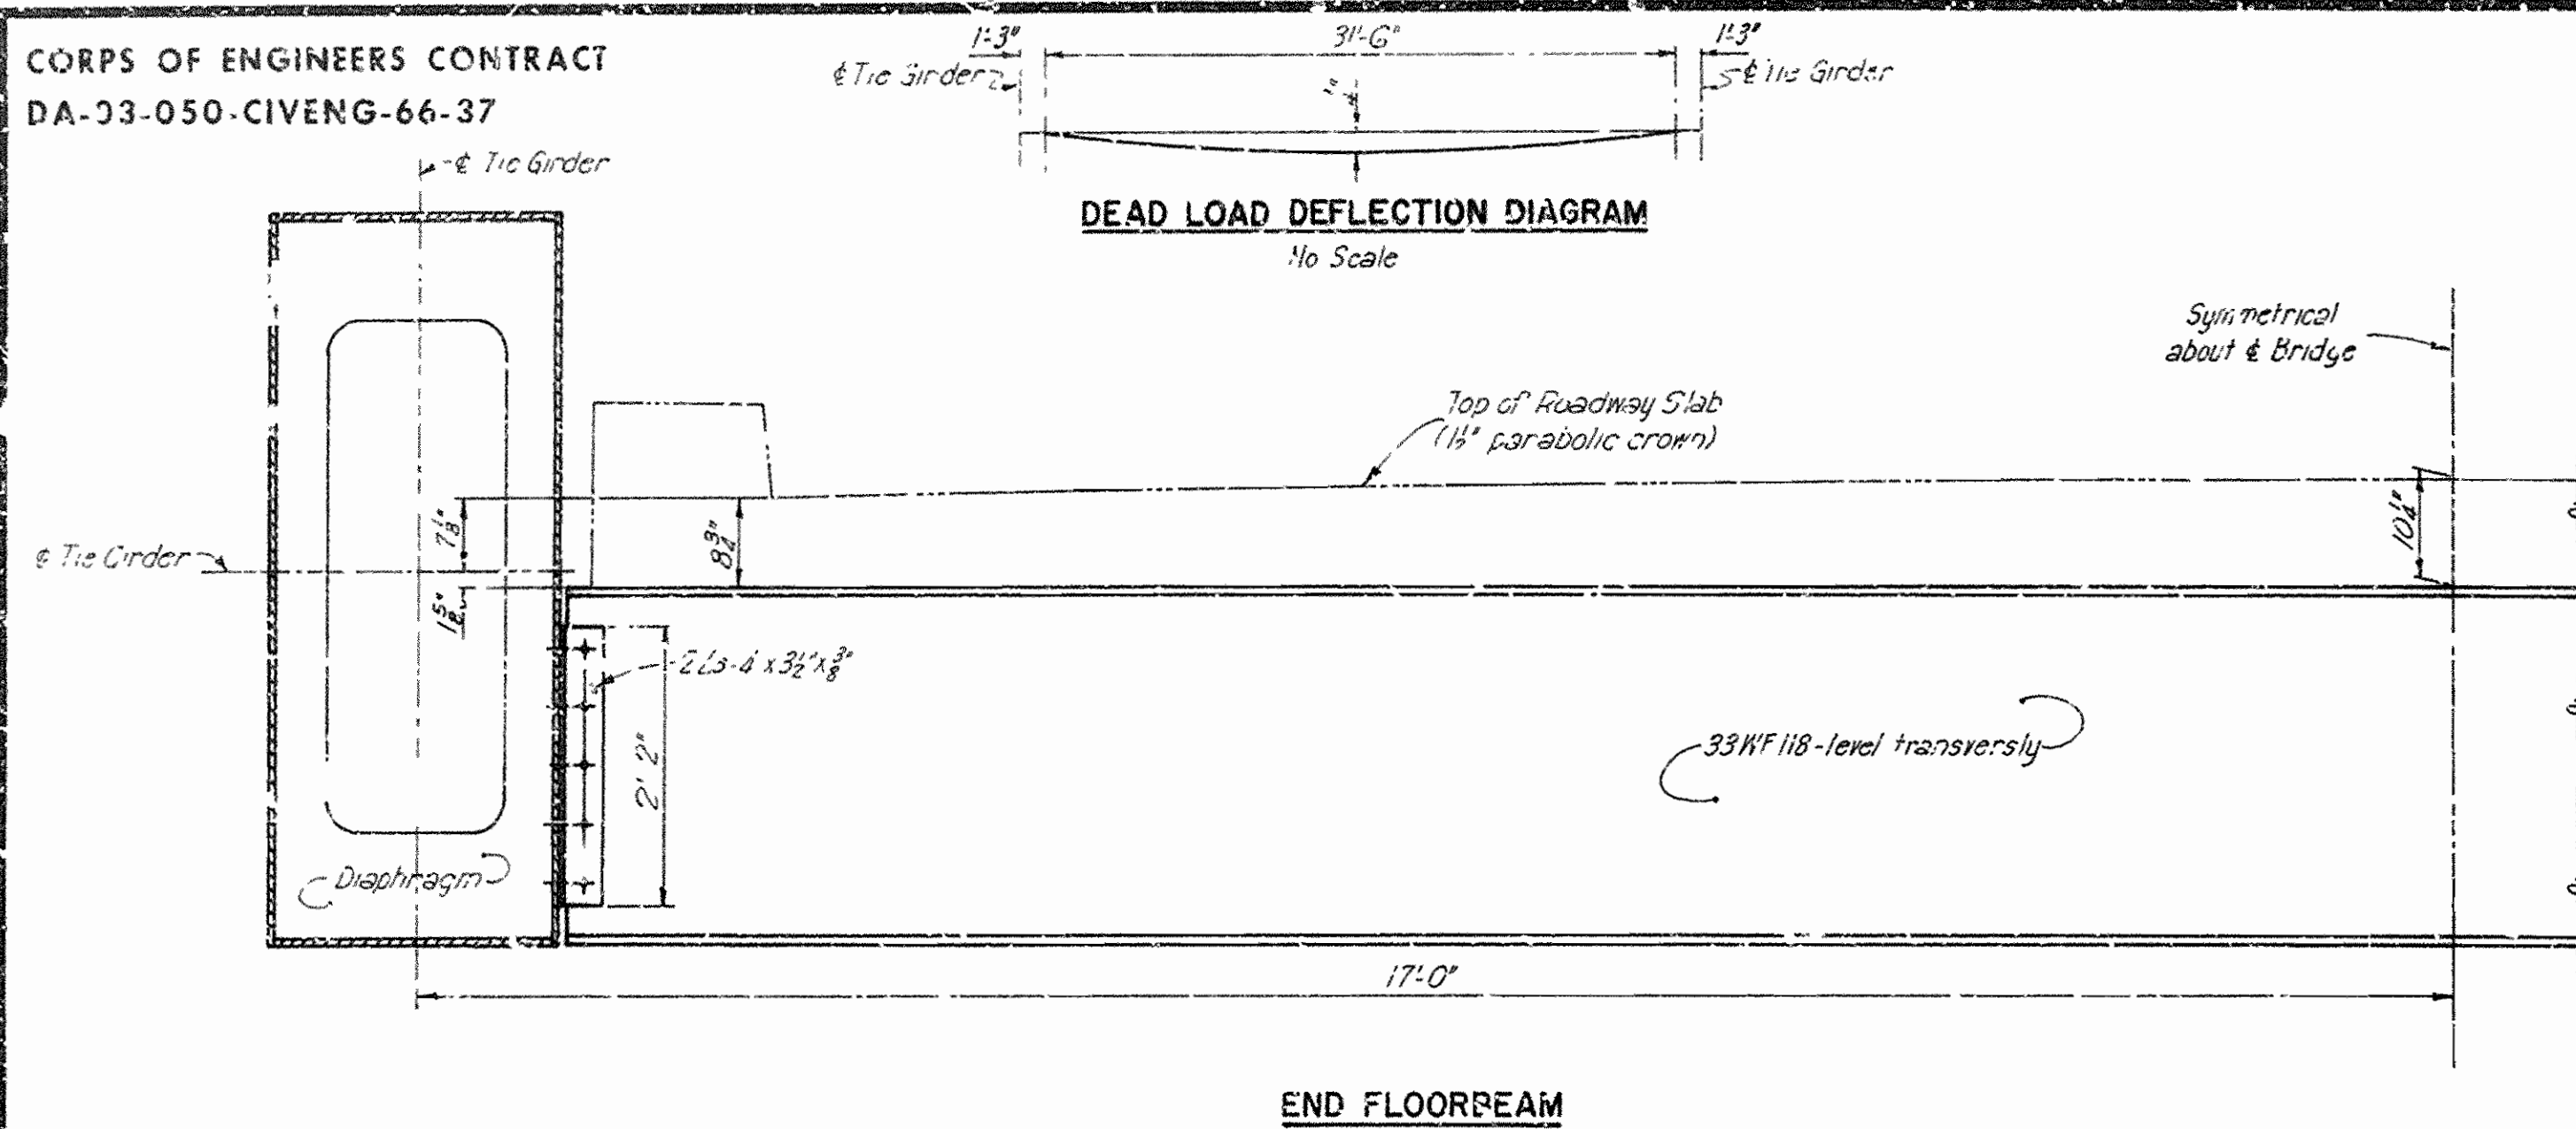 CORPS OF ENGINEERS CONTRACT
DA-03-050-CIVENG-66-37
1'-3"
31'-6"
1'-3"
℄ Tie Girder
℄ Tie Girder
DEAD LOAD DEFLECTION DIAGRAM
No Scale
℄ Tie Girder
Symmetrical
about ℄ Bridge
Top of Roadway Slab
(1½" parabolic crown)
7⅛"
8¾"
10¼"
℄ Tie Girder
1⅝"
2 Ls-4 x 3½" x ⅜"
2' 2"
33 WF 118-level transversly
Diaphragm
17'-0"
END FLOORBEAM